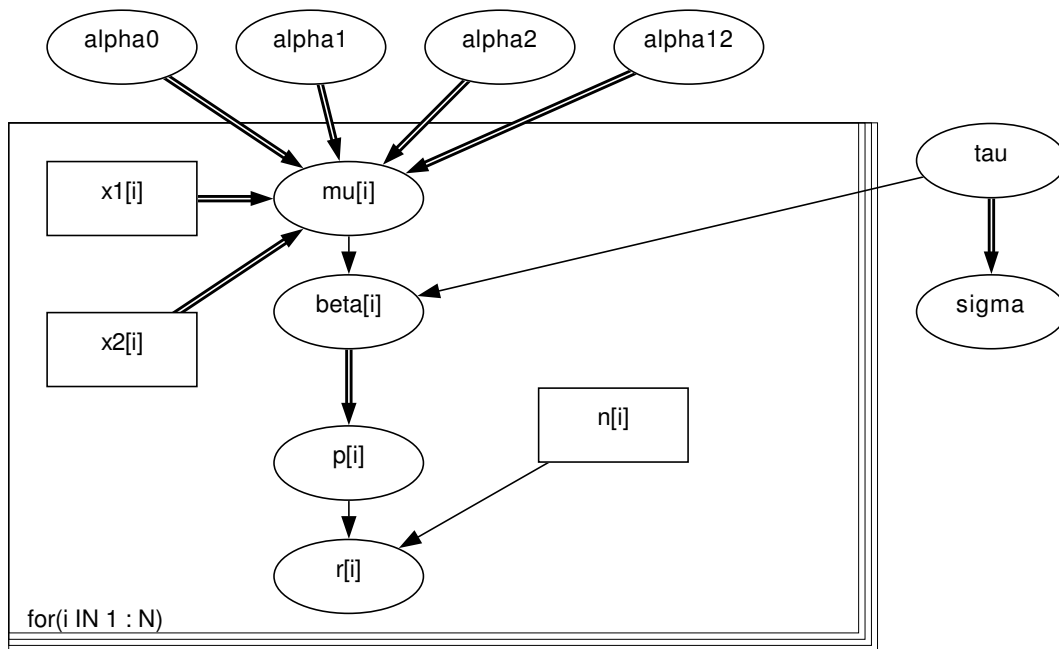 alpha0
alpha1
alpha2
alpha12
tau
x1[i]
mu[i]
beta[i]
sigma
x2[i]
n[i]
p[i]
r[i]
for(i IN 1 : N)